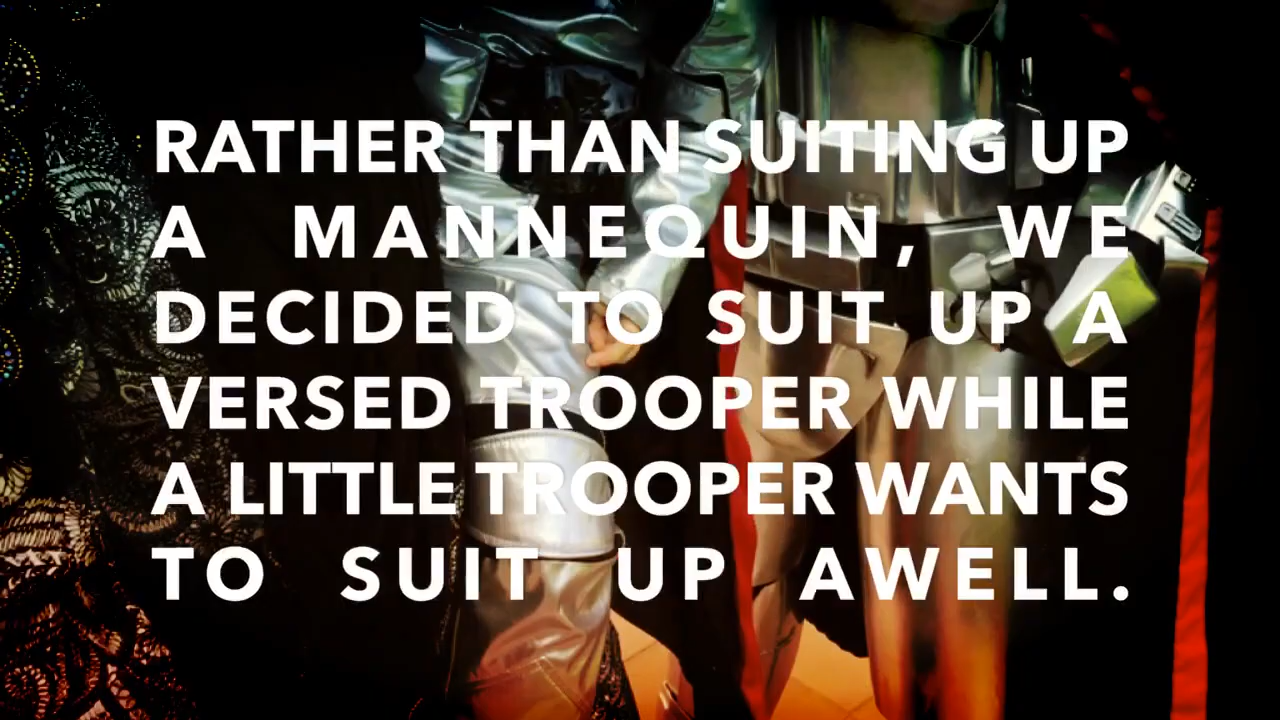 RATHER THAN SUITING UP
A MANNEQUIN, WE
DECIDED TO SUIT UP A
VERSED TROOPER WHILE
A LITTLE TROOPER WANTS
TO SUIT UP AWELL.